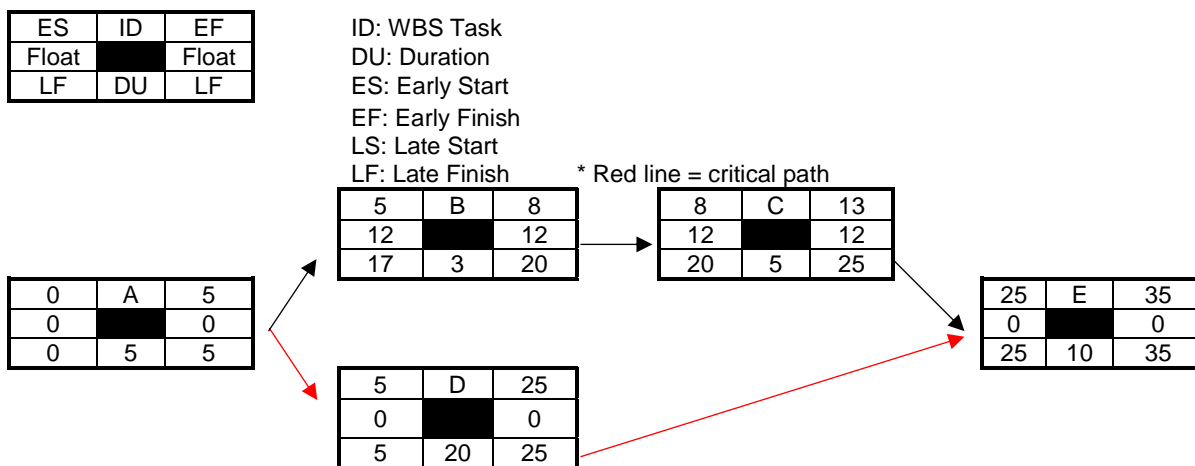 ES ID EF
Float Float
LF DU LF
ID: WBS Task
DU: Duration
ES: Early Start
EF: Early Finish
LS: Late Start
LF: Late Finish * Red line = critical path
5 B 8
12 12
17 3 20
8 C 13
12 12
20 5 25
0 A 5
0 0
0 5 5
25 E 35
0 0
25 10 35
5 D 25
0 0
5 20 25